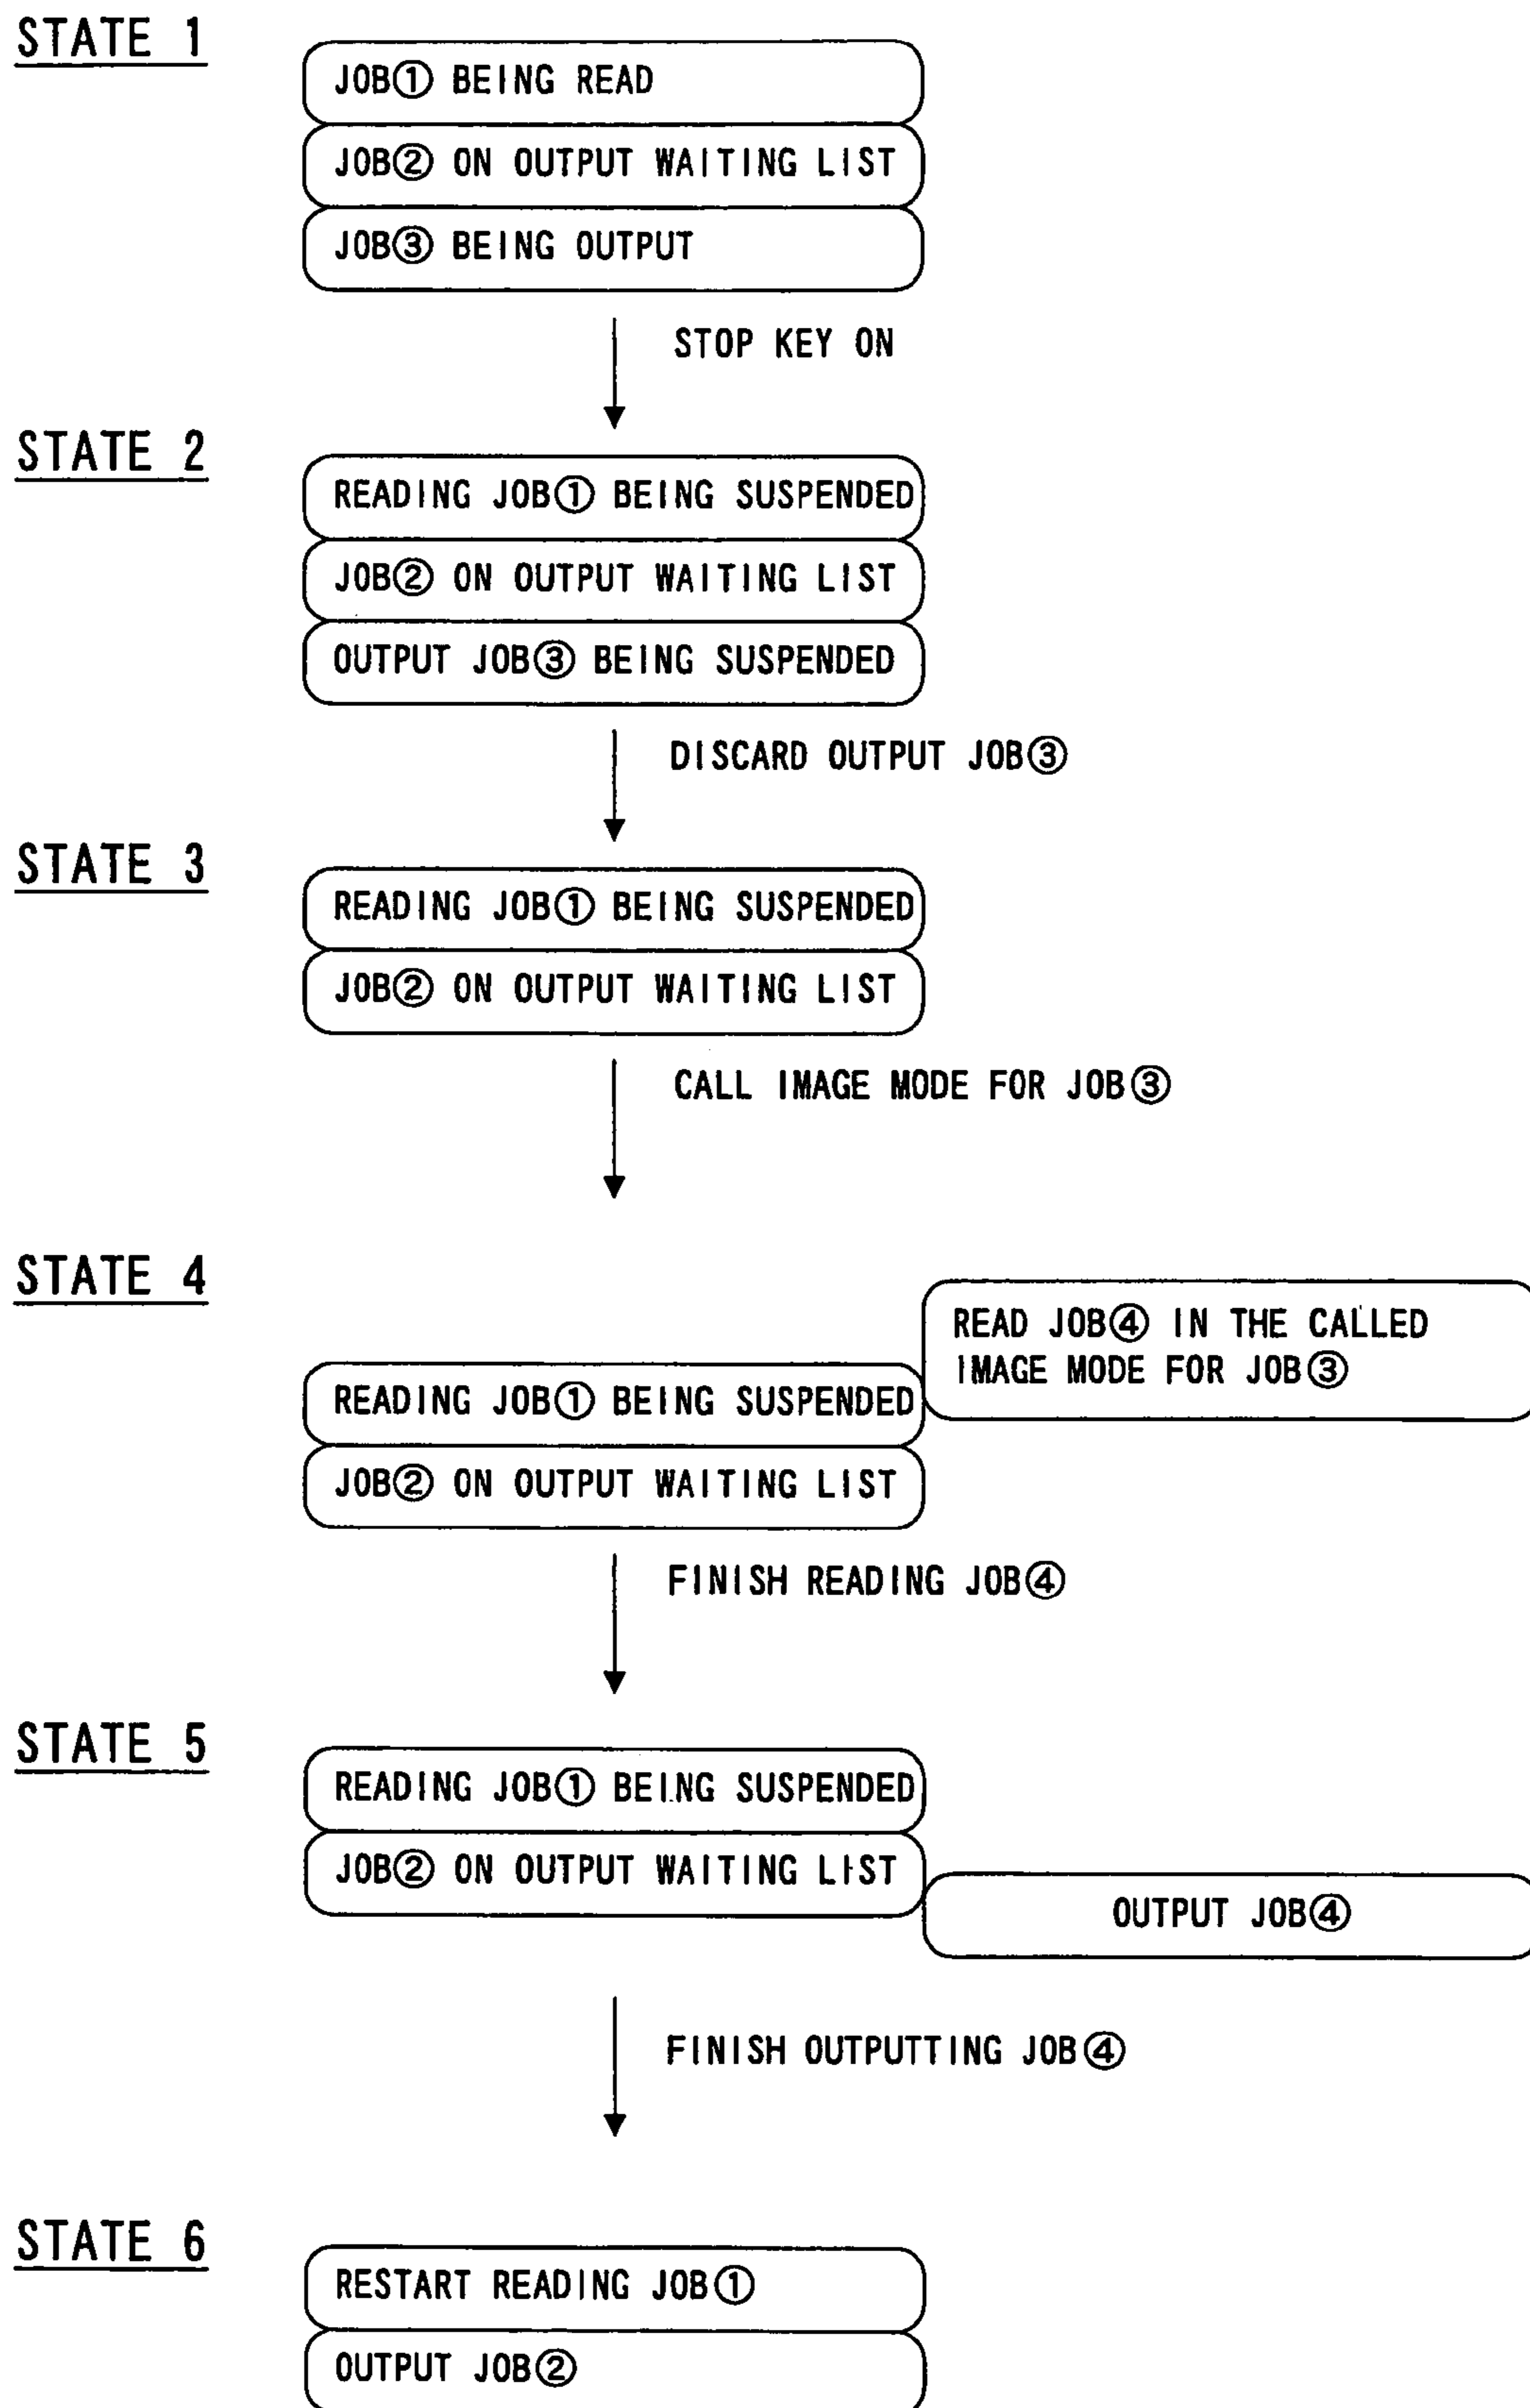 STATE 1
JOB① BEING READ
JOB② ON OUTPUT WAITING LIST
JOB③ BEING OUTPUT
STOP KEY ON
STATE 2
READING JOB① BEING SUSPENDED
JOB② ON OUTPUT WAITING LIST
OUTPUT JOB③ BEING SUSPENDED
DISCARD OUTPUT JOB③
STATE 3
READING JOB① BEING SUSPENDED
JOB② ON OUTPUT WAITING LIST
CALL IMAGE MODE FOR JOB③
STATE 4
READ JOB④ IN THE CALLED
IMAGE MODE FOR JOB③
READING JOB① BEING SUSPENDED
JOB② ON OUTPUT WAITING LIST
FINISH READING JOB④
STATE 5
READING JOB① BEING SUSPENDED
JOB② ON OUTPUT WAITING LIST
OUTPUT JOB④
FINISH OUTPUTTING JOB④
STATE 6
RESTART READING JOB①
OUTPUT JOB②